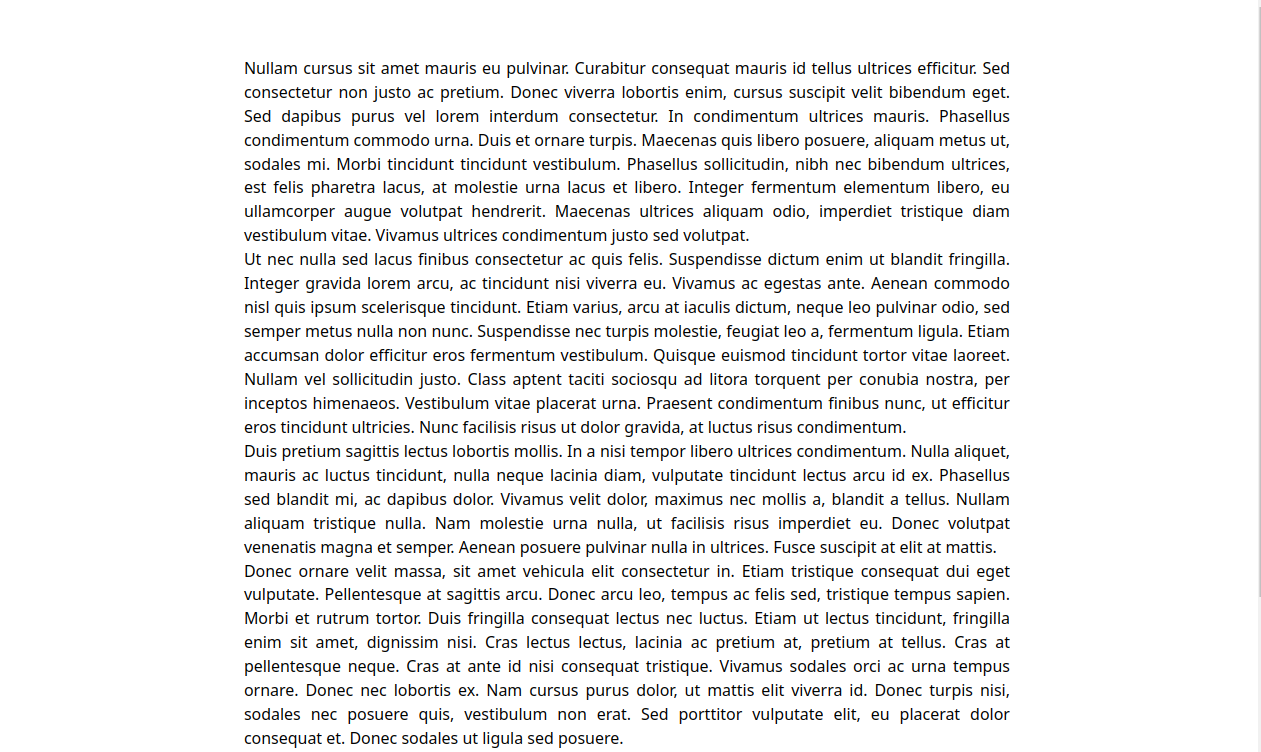 Nullam cursus sit amet mauris eu pulvinar. Curabitur consequat mauris id tellus ultrices efficitur. Sed
consectetur non justo ac pretium. Donec viverra lobortis enim, cursus suscipit velit bibendum eget.
Sed dapibus purus vel lorem interdum consectetur. In condimentum ultrices mauris. Phasellus
condimentum commodo urna. Duis et ornare turpis. Maecenas quis libero posuere, aliquam metus ut,
sodales mi. Morbi tincidunt tincidunt vestibulum. Phasellus sollicitudin, nibh nec bibendum ultrices,
est felis pharetra lacus, at molestie urna lacus et libero. Integer fermentum elementum libero, eu
ullamcorper augue volutpat hendrerit. Maecenas ultrices aliquam odio, imperdiet tristique diam
vestibulum vitae. Vivamus ultrices condimentum justo sed volutpat.
Ut nec nulla sed lacus finibus consectetur ac quis felis. Suspendisse dictum enim ut blandit fringilla.
Integer gravida lorem arcu, ac tincidunt nisi viverra eu. Vivamus ac egestas ante. Aenean commodo
nisl quis ipsum scelerisque tincidunt. Etiam varius, arcu at iaculis dictum, neque leo pulvinar odio, sed
semper metus nulla non nunc. Suspendisse nec turpis molestie, feugiat leo a, fermentum ligula. Etiam
accumsan dolor efficitur eros fermentum vestibulum. Quisque euismod tincidunt tortor vitae laoreet.
Nullam vel sollicitudin justo. Class aptent taciti sociosqu ad litora torquent per conubia nostra, per
inceptos himenaeos. Vestibulum vitae placerat urna. Praesent condimentum finibus nunc, ut efficitur
eros tincidunt ultricies. Nunc facilisis risus ut dolor gravida, at luctus risus condimentum.
Duis pretium sagittis lectus lobortis mollis. In a nisi tempor libero ultrices condimentum. Nulla aliquet,
mauris ac luctus tincidunt, nulla neque lacinia diam, vulputate tincidunt lectus arcu id ex. Phasellus
sed blandit mi, ac dapibus dolor. Vivamus velit dolor, maximus nec mollis a, blandit a tellus. Nullam
aliquam tristique nulla. Nam molestie urna nulla, ut facilisis risus imperdiet eu. Donec volutpat
venenatis magna et semper. Aenean posuere pulvinar nulla in ultrices. Fusce suscipit at elit at mattis.
Donec ornare velit massa, sit amet vehicula elit consectetur in. Etiam tristique consequat dui eget
vulputate. Pellentesque at sagittis arcu. Donec arcu leo, tempus ac felis sed, tristique tempus sapien.
Morbi et rutrum tortor. Duis fringilla consequat lectus nec luctus. Etiam ut lectus tincidunt, fringilla
enim sit amet, dignissim nisi. Cras lectus lectus, lacinia ac pretium at, pretium at tellus. Cras at
pellentesque neque. Cras at ante id nisi consequat tristique. Vivamus sodales orci ac urna tempus
ornare. Donec nec lobortis ex. Nam cursus purus dolor, ut mattis elit viverra id. Donec turpis nisi,
sodales nec posuere quis, vestibulum non erat. Sed porttitor vulputate elit, eu placerat dolor
consequat et. Donec sodales ut ligula sed posuere.